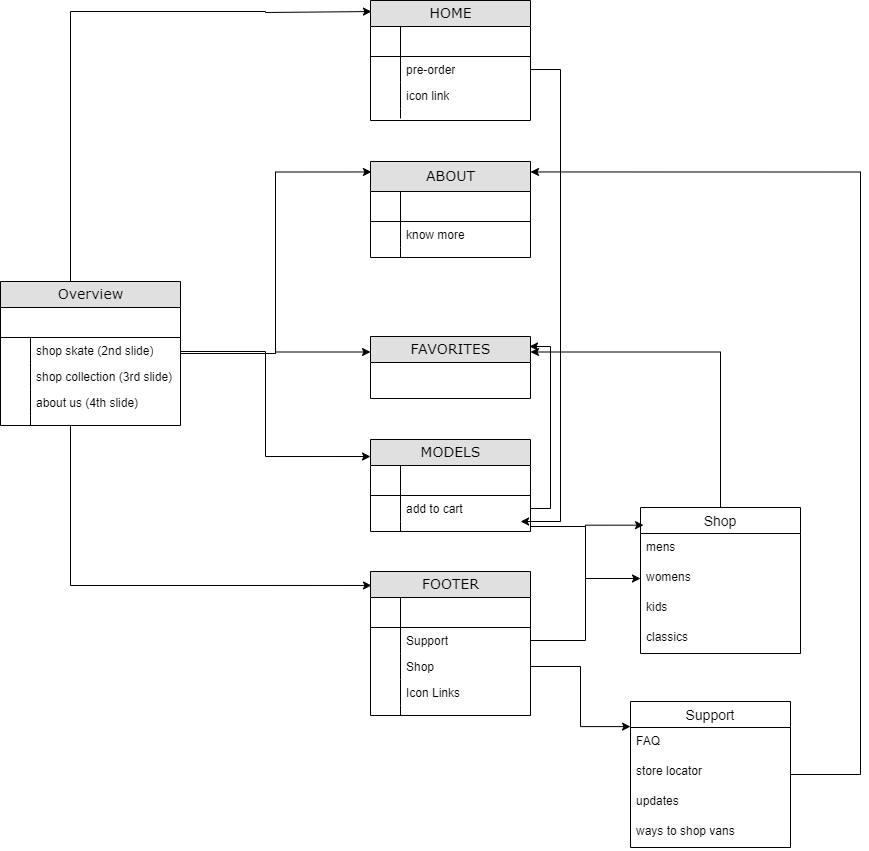 HOME
pre-order
icon link
ABOUT
know more
Overview
shop skate (2nd slide)
shop collection (3rd slide)
about us (4th slide)
FAVORITES
MODELS
add to cart
Shop
mens
womens
kids
classics
FOOTER
Support
Shop
Icon Links
Support
FAQ
store locator
updates
ways to shop vans